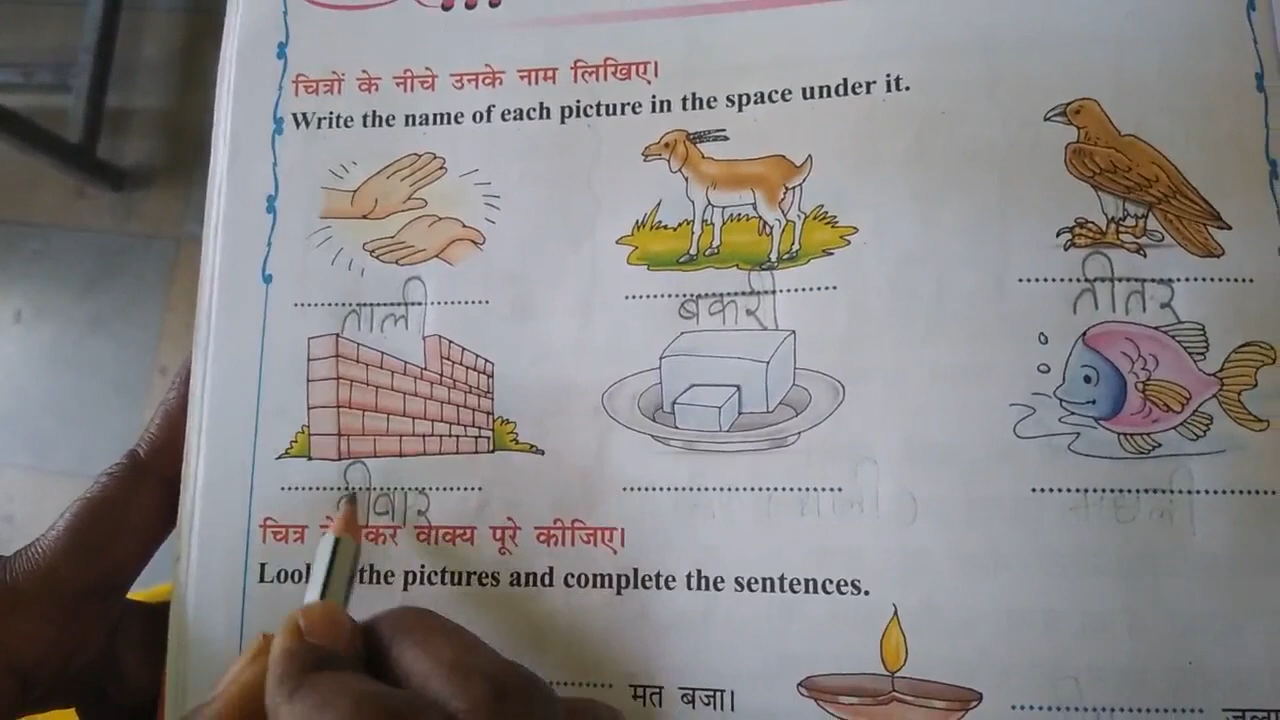 चित्रों के नीचे उनके नाम लिखिए।
Write the name of each picture in the space under it.
ताली
बकरी
तीतर
मछली
चित्र कर वाक्य पूरे कीजिए।
the pictures and complete the sentences.
मत बजा।